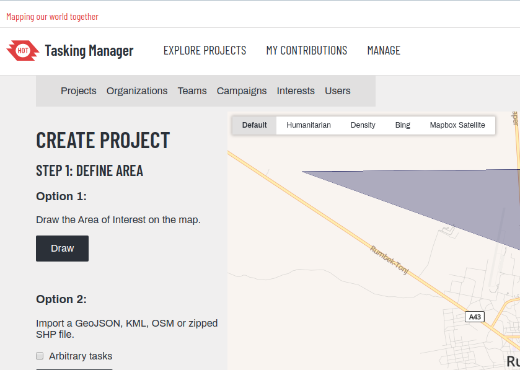 Mapping our world together
HOT Tasking Manager EXPLORE PROJECTS MY CONTRIBUTIONS MANAGE
Projects Organizations Teams Campaigns Interests Users
Default Humanitarian Density Bing Mapbox Satellite
CREATE PROJECT
STEP 1: DEFINE AREA
Option 1:
Draw the Area of Interest on the map.
Draw
Rumbek-Tonj
A43
Option 2:
Import a GeoJSON, KML, OSM or zipped
SHP file.
Arbitrary tasks